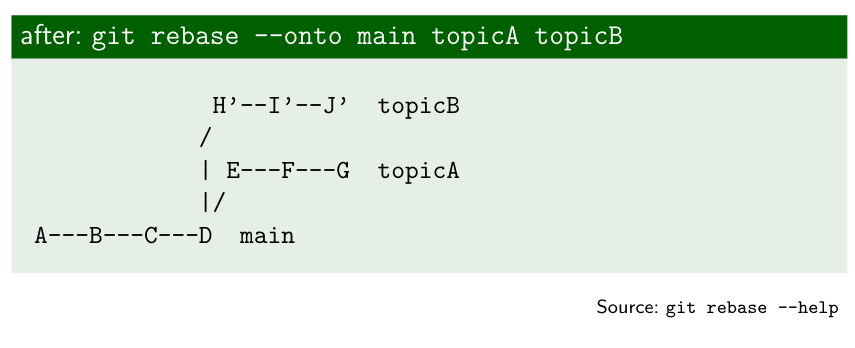 after: git rebase --onto main topicA topicB
             H'--I'--J'  topicB
            /
            | E---F---G  topicA
            |/
A---B---C---D  main
Source: git rebase --help